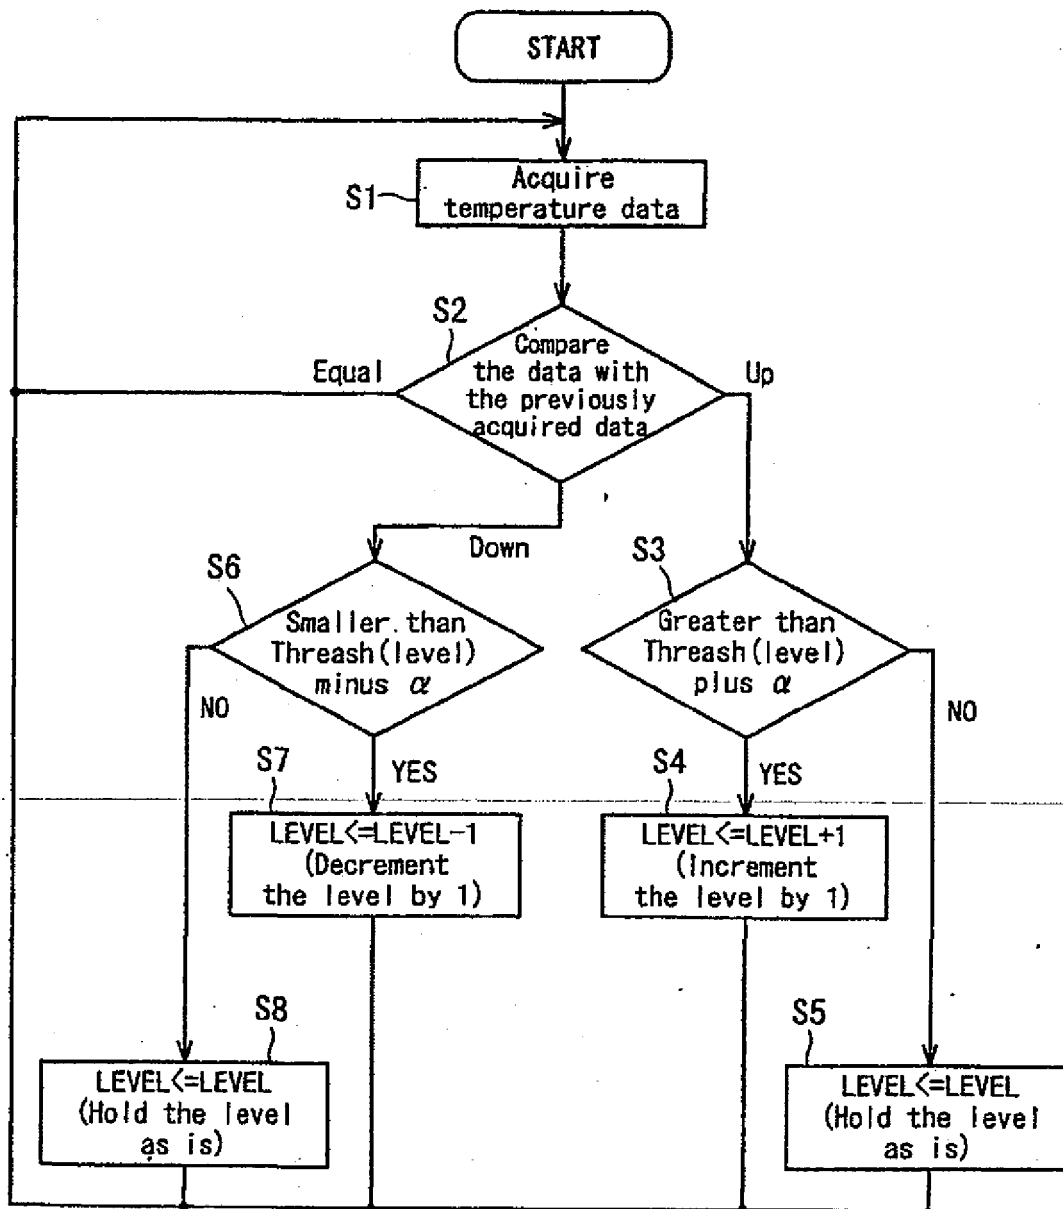 START
S1
Acquire
temperature data
S2
Compare
the data with
the previously
acquired data
Equal
Up
Down
S6
Smaller than
Threash(level)
minus α
S3
Greater than
Threash(level)
plus α
NO
YES
YES
NO
S7
LEVEL<=LEVEL-1
(Decrement
the level by 1)
S4
LEVEL<=LEVEL+1
(Increment
the level by 1)
S8
LEVEL<=LEVEL
(Hold the level
as is)
S5
LEVEL<=LEVEL
(Hold the level
as is)